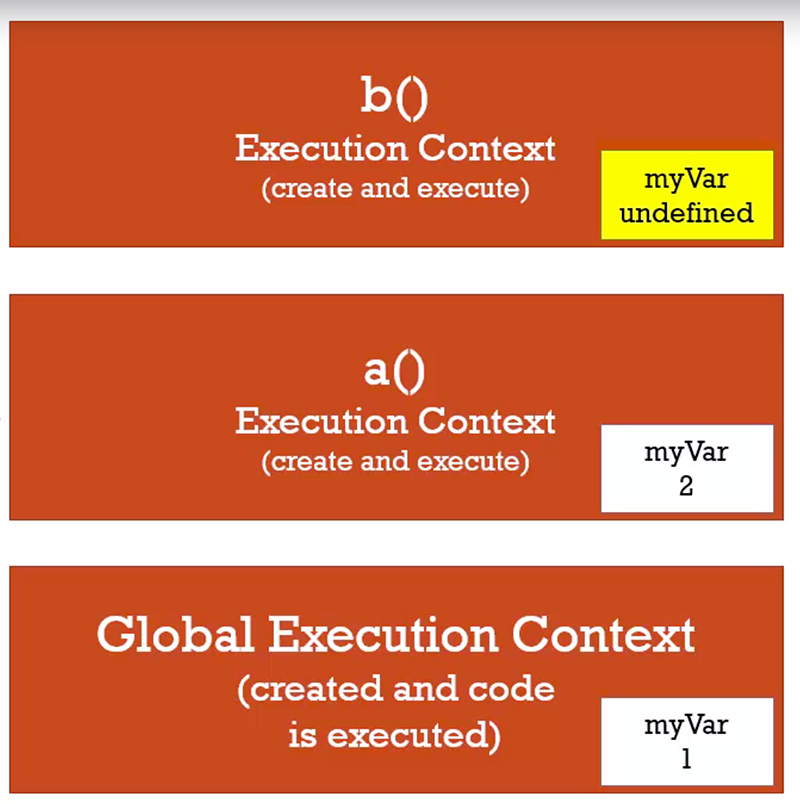 b()
Execution Context
(create and execute)
myVar
undefined
a()
Execution Context
(create and execute)
myVar
2
Global Execution Context
(created and code
is executed)
myVar
1